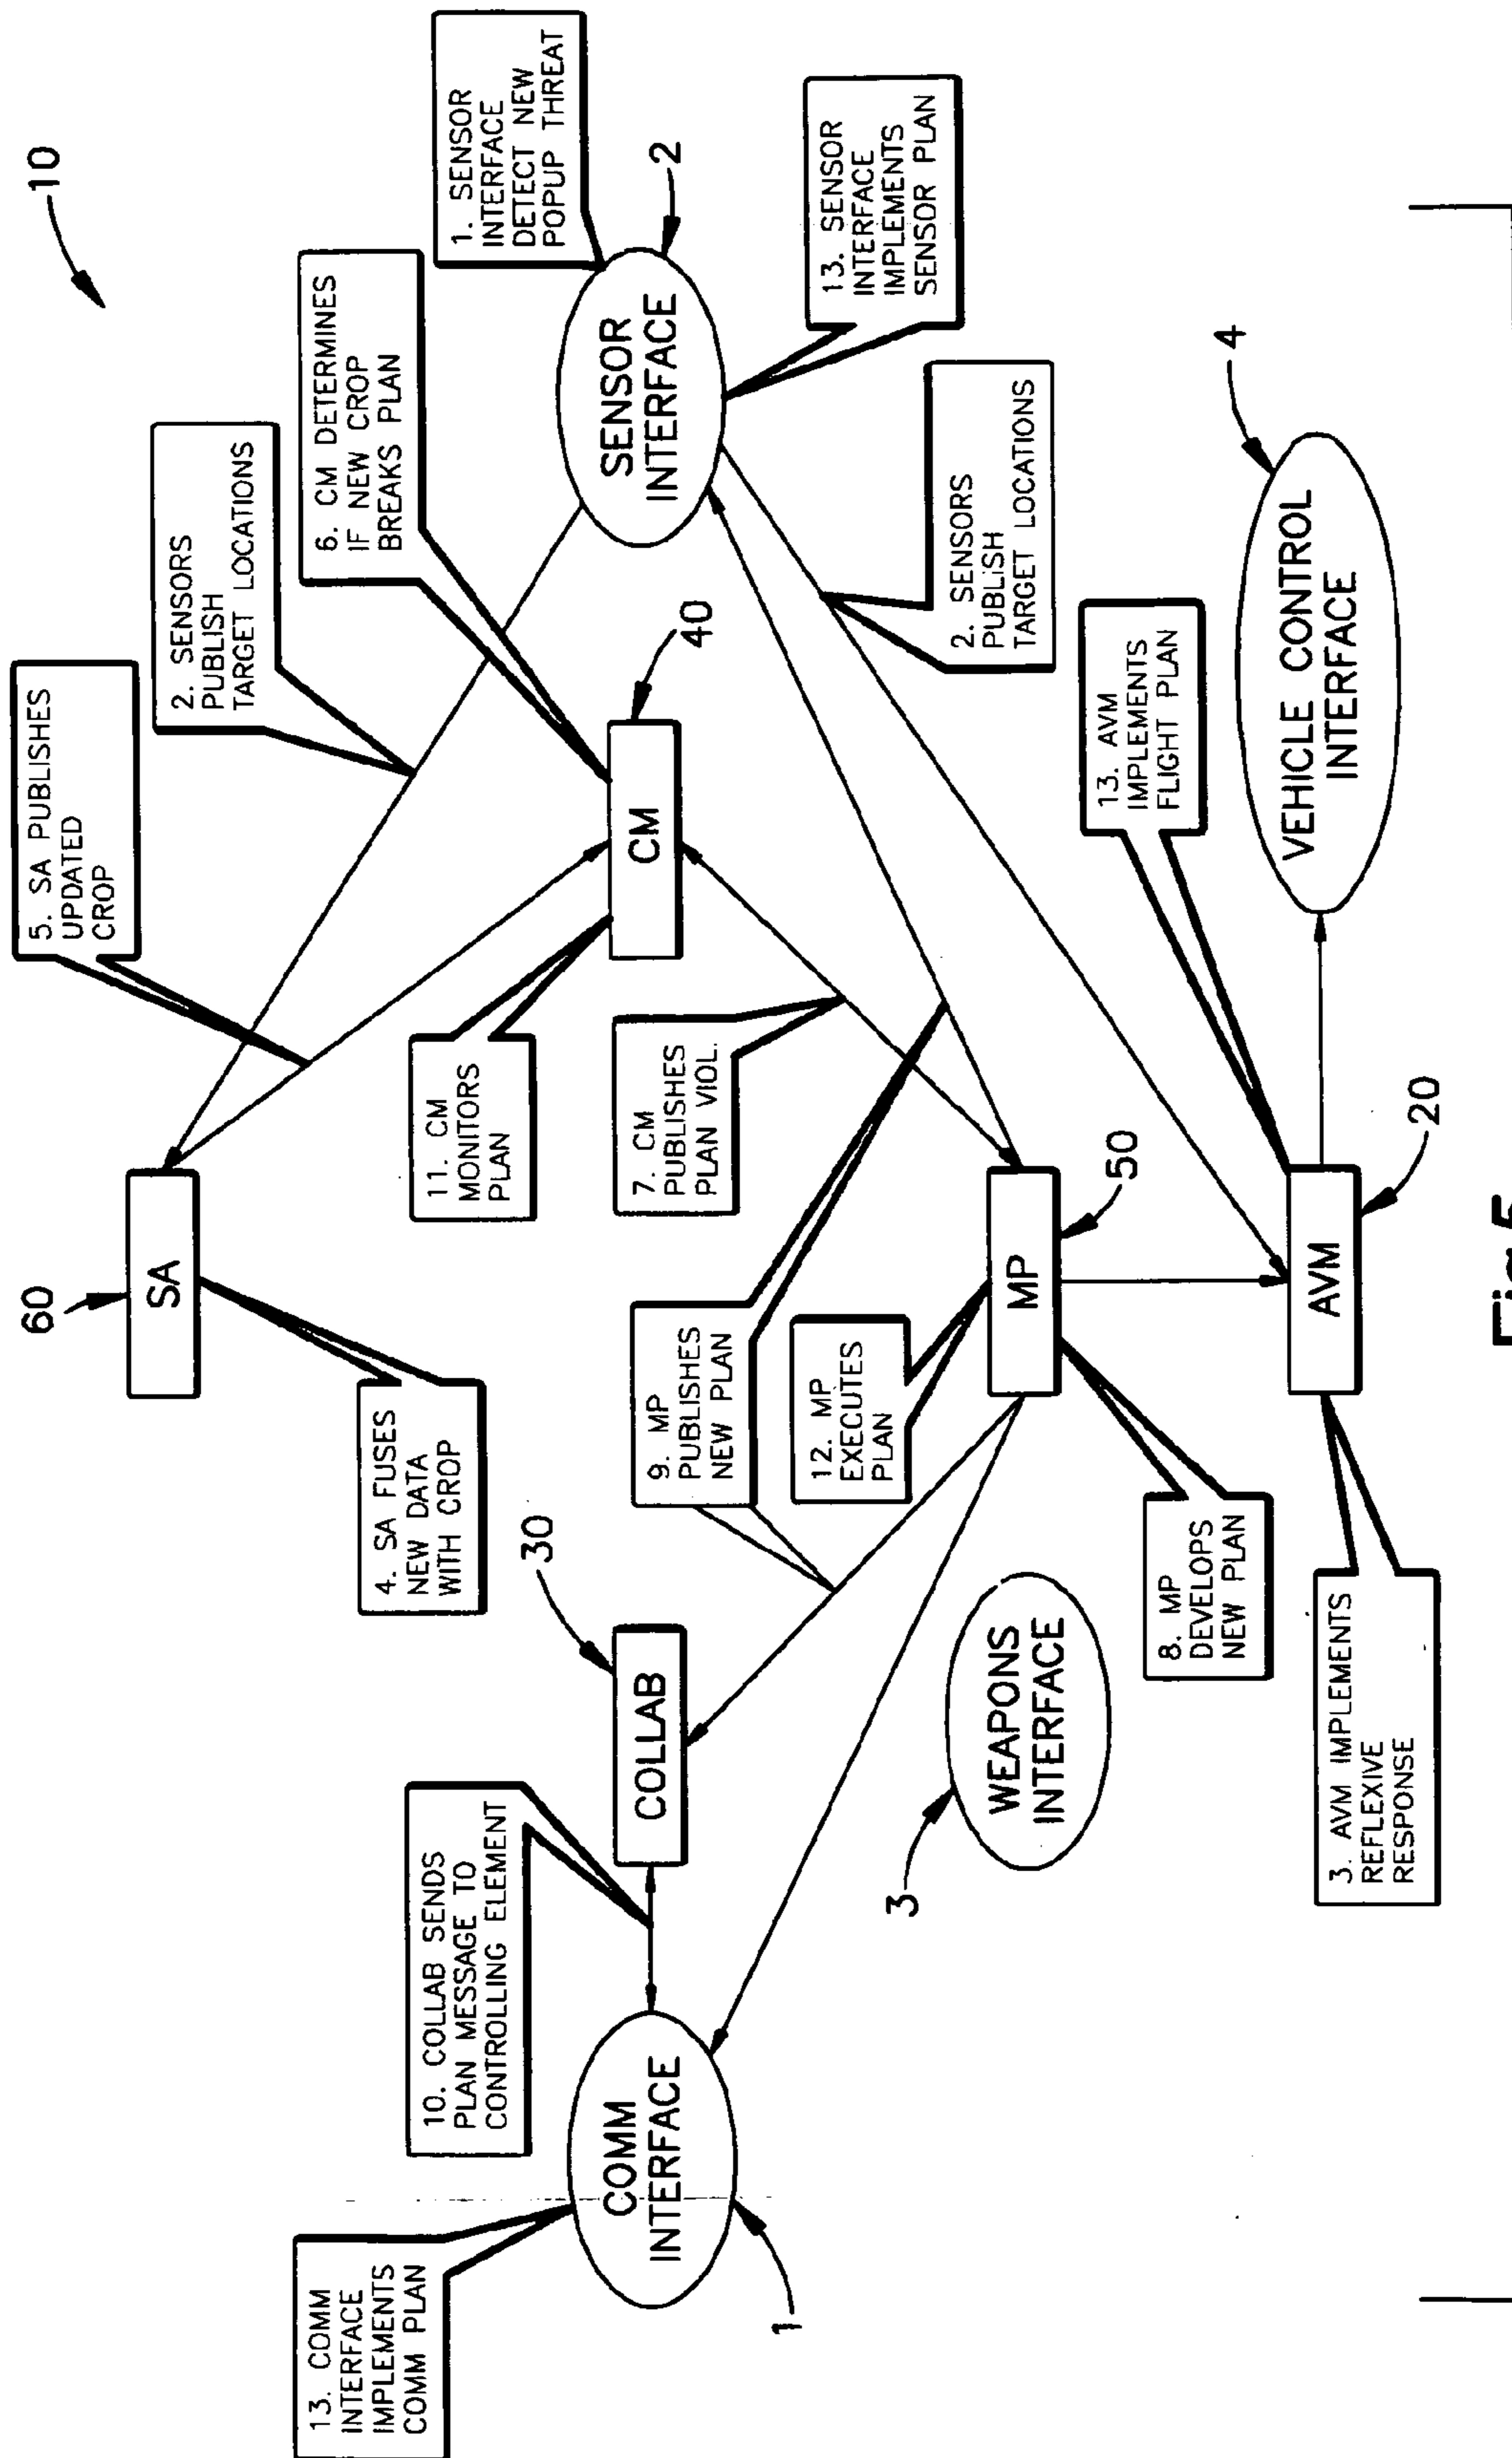 10
5. SA PUBLISHES
UPDATED
CROP
2. SENSORS
PUBLISH
TARGET LOCATIONS
6. CM DETERMINES
IF NEW CROP
BREAKS PLAN
1. SENSOR
INTERFACE
DETECT NEW
POPUP THREAT
60
SA
4. SA FUSES
NEW DATA
WITH CROP
11. CM
MONITORS
PLAN
40
CM
SENSOR
INTERFACE
2
13. COMM
INTERFACE
IMPLEMENTS
COMM PLAN
10. COLLAB SENDS
PLAN MESSAGE TO
CONTROLLING ELEMENT
30
COLLAB
COMM
INTERFACE
1
7. CM
PUBLISHES
PLAN VIOL.
9. MP
PUBLISHES
NEW PLAN
13. SENSOR
INTERFACE
IMPLEMENTS
SENSOR PLAN
12. MP
EXECUTES
PLAN
2. SENSORS
PUBLISH
TARGET LOCATIONS
3
WEAPONS
INTERFACE
MP
50
8. MP
DEVELOPS
NEW PLAN
13. AVM
IMPLEMENTS
FLIGHT PLAN
4
VEHICLE CONTROL
INTERFACE
3. AVM IMPLEMENTS
REFLEXIVE
RESPONSE
AVM
20
Fig.5